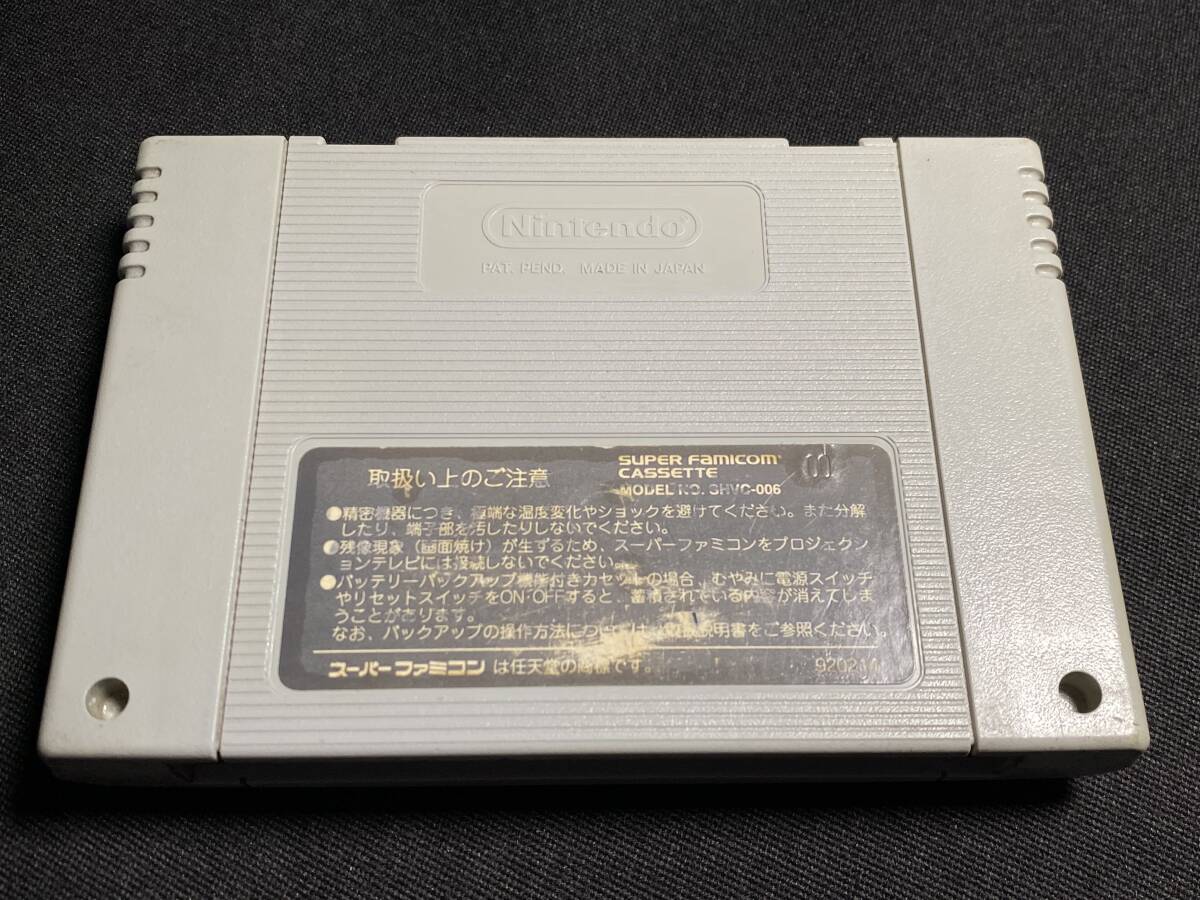 Nintendo®
PAT. PEND. MADE IN JAPAN
取扱い上のご注意
SUPER FAMICOM
CASSETTE
MODEL NO. SHVC-006
●精密機器につき、極端な温度変化やショックを避けてください。また分解
したり、端子部を汚したりしないでください。
●残像現象（画面焼け）が生ずるため、スーパーファミコンをプロジェクシ
ョンテレビには接続しないでください。
●バッテリーバックアップ機能付きカセットの場合、むやみに電源スイッチ
やリセットスイッチをON・OFFすると、蓄積されている内容が消えてしま
うことがあります。
なお、バックアップの操作方法については、取扱説明書をご参照ください。
スーパーファミコン は任天堂の商標です。